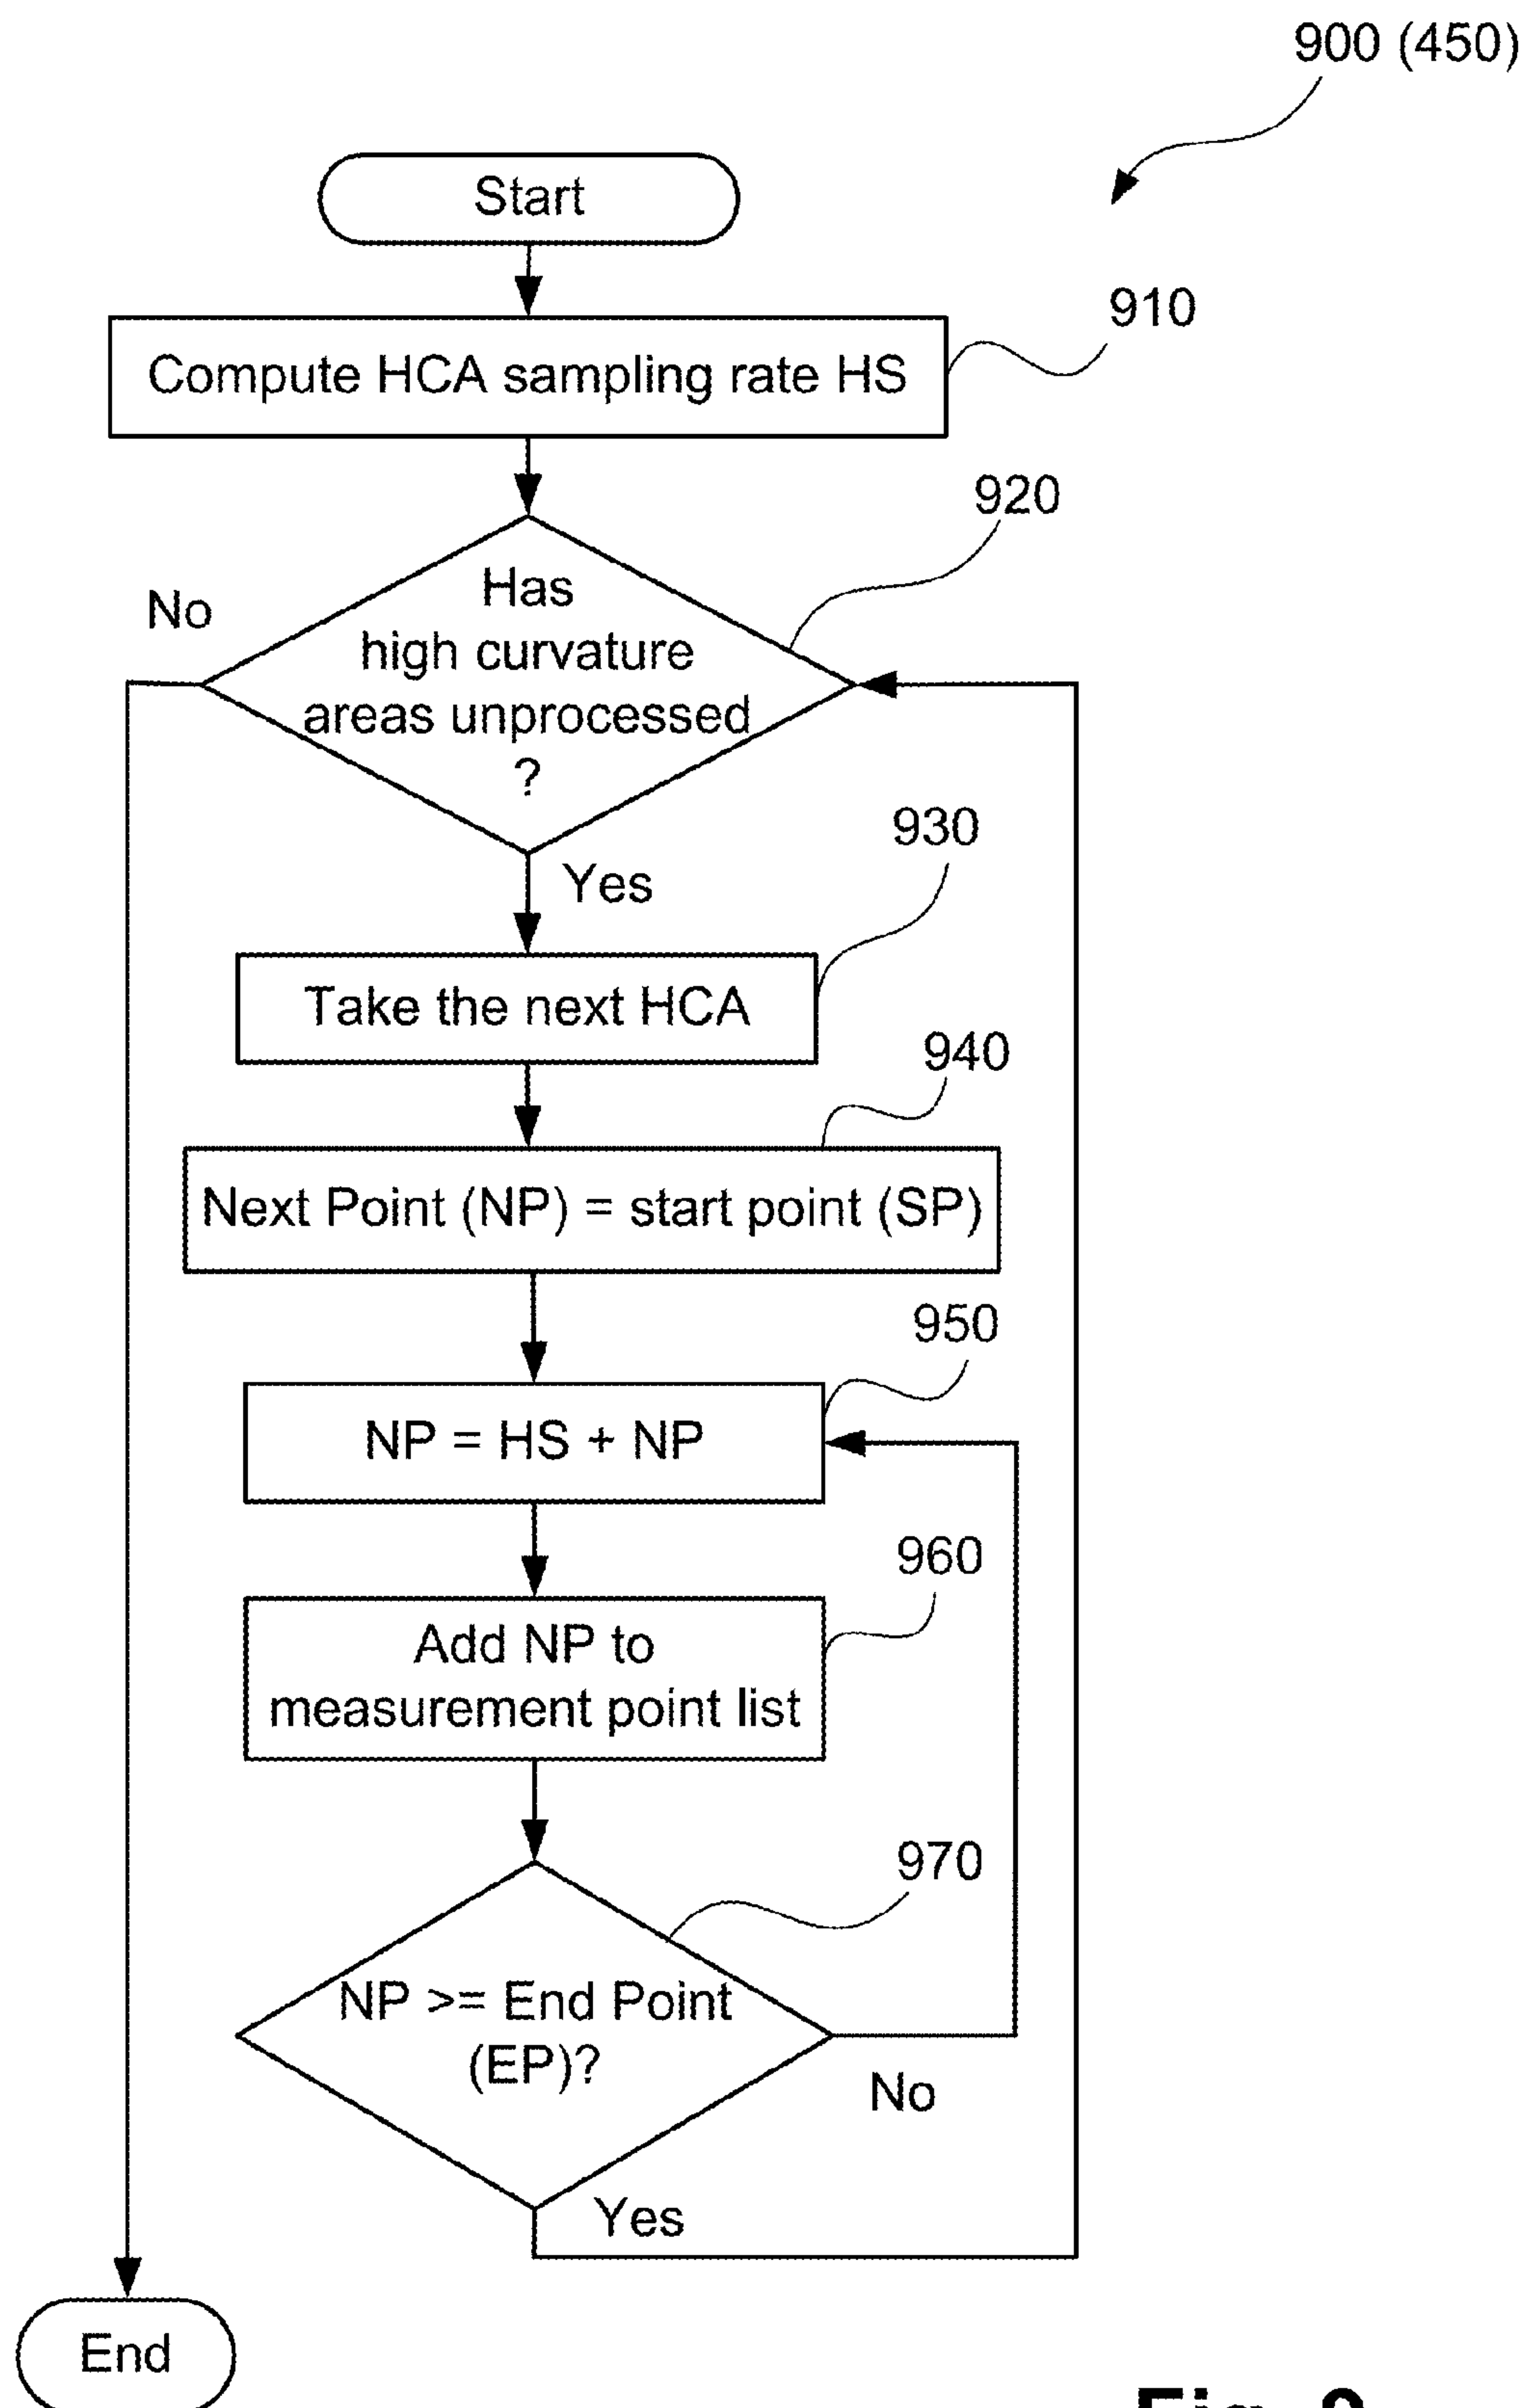 900 (450)
Start
910
Compute HCA sampling rate HS
920
No
Has
high curvature
areas unprocessed
?
930
Yes
Take the next HCA
940
Next Point (NP) = start point (SP)
950
NP = HS + NP
960
Add NP to
measurement point list
970
NP >= End Point
(EP)?
No
Yes
End